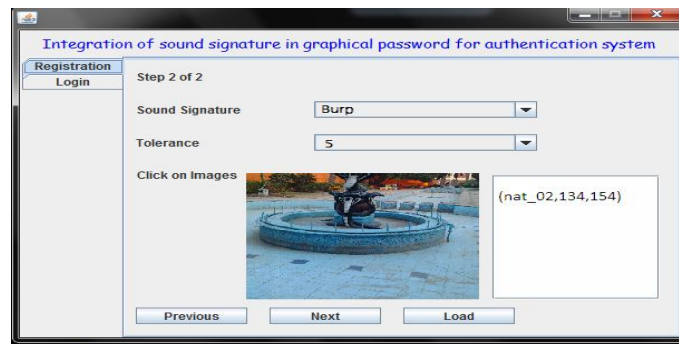 Integration of sound signature in graphical password for authentication system
Registration
Login
Step 2 of 2
Sound Signature
Burp
Tolerance
5
Click on Images
(nat_02,134,154)
Previous
Next
Load